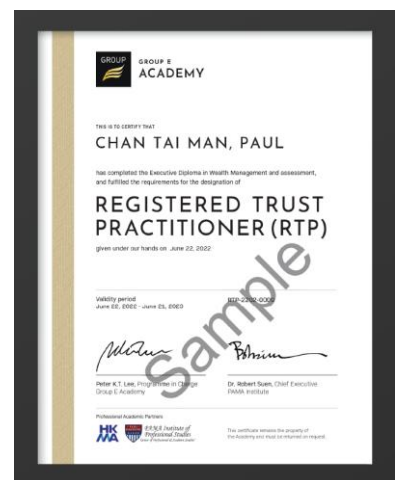 GROUP
GROUP E
ACADEMY
THIS IS TO CERTIFY THAT
CHAN TAI MAN, PAUL
has completed the Executive Diploma in Wealth Management and assessment,
and fulfilled the requirements for the designation of
REGISTERED TRUST
PRACTITIONER (RTP)
given under our hands on June 22, 2022
Validity period
June 22, 2022 -
Sample
Peter K.T. Lee, Programme in Charge
Group E Academy
Dr. Robert Suen, Chief Executive
PAMA Institute
Professional Academic Partners
HK
MA
Institute of
Professional Studies
This certificate remains the property of
the Academy and must be returned on request.